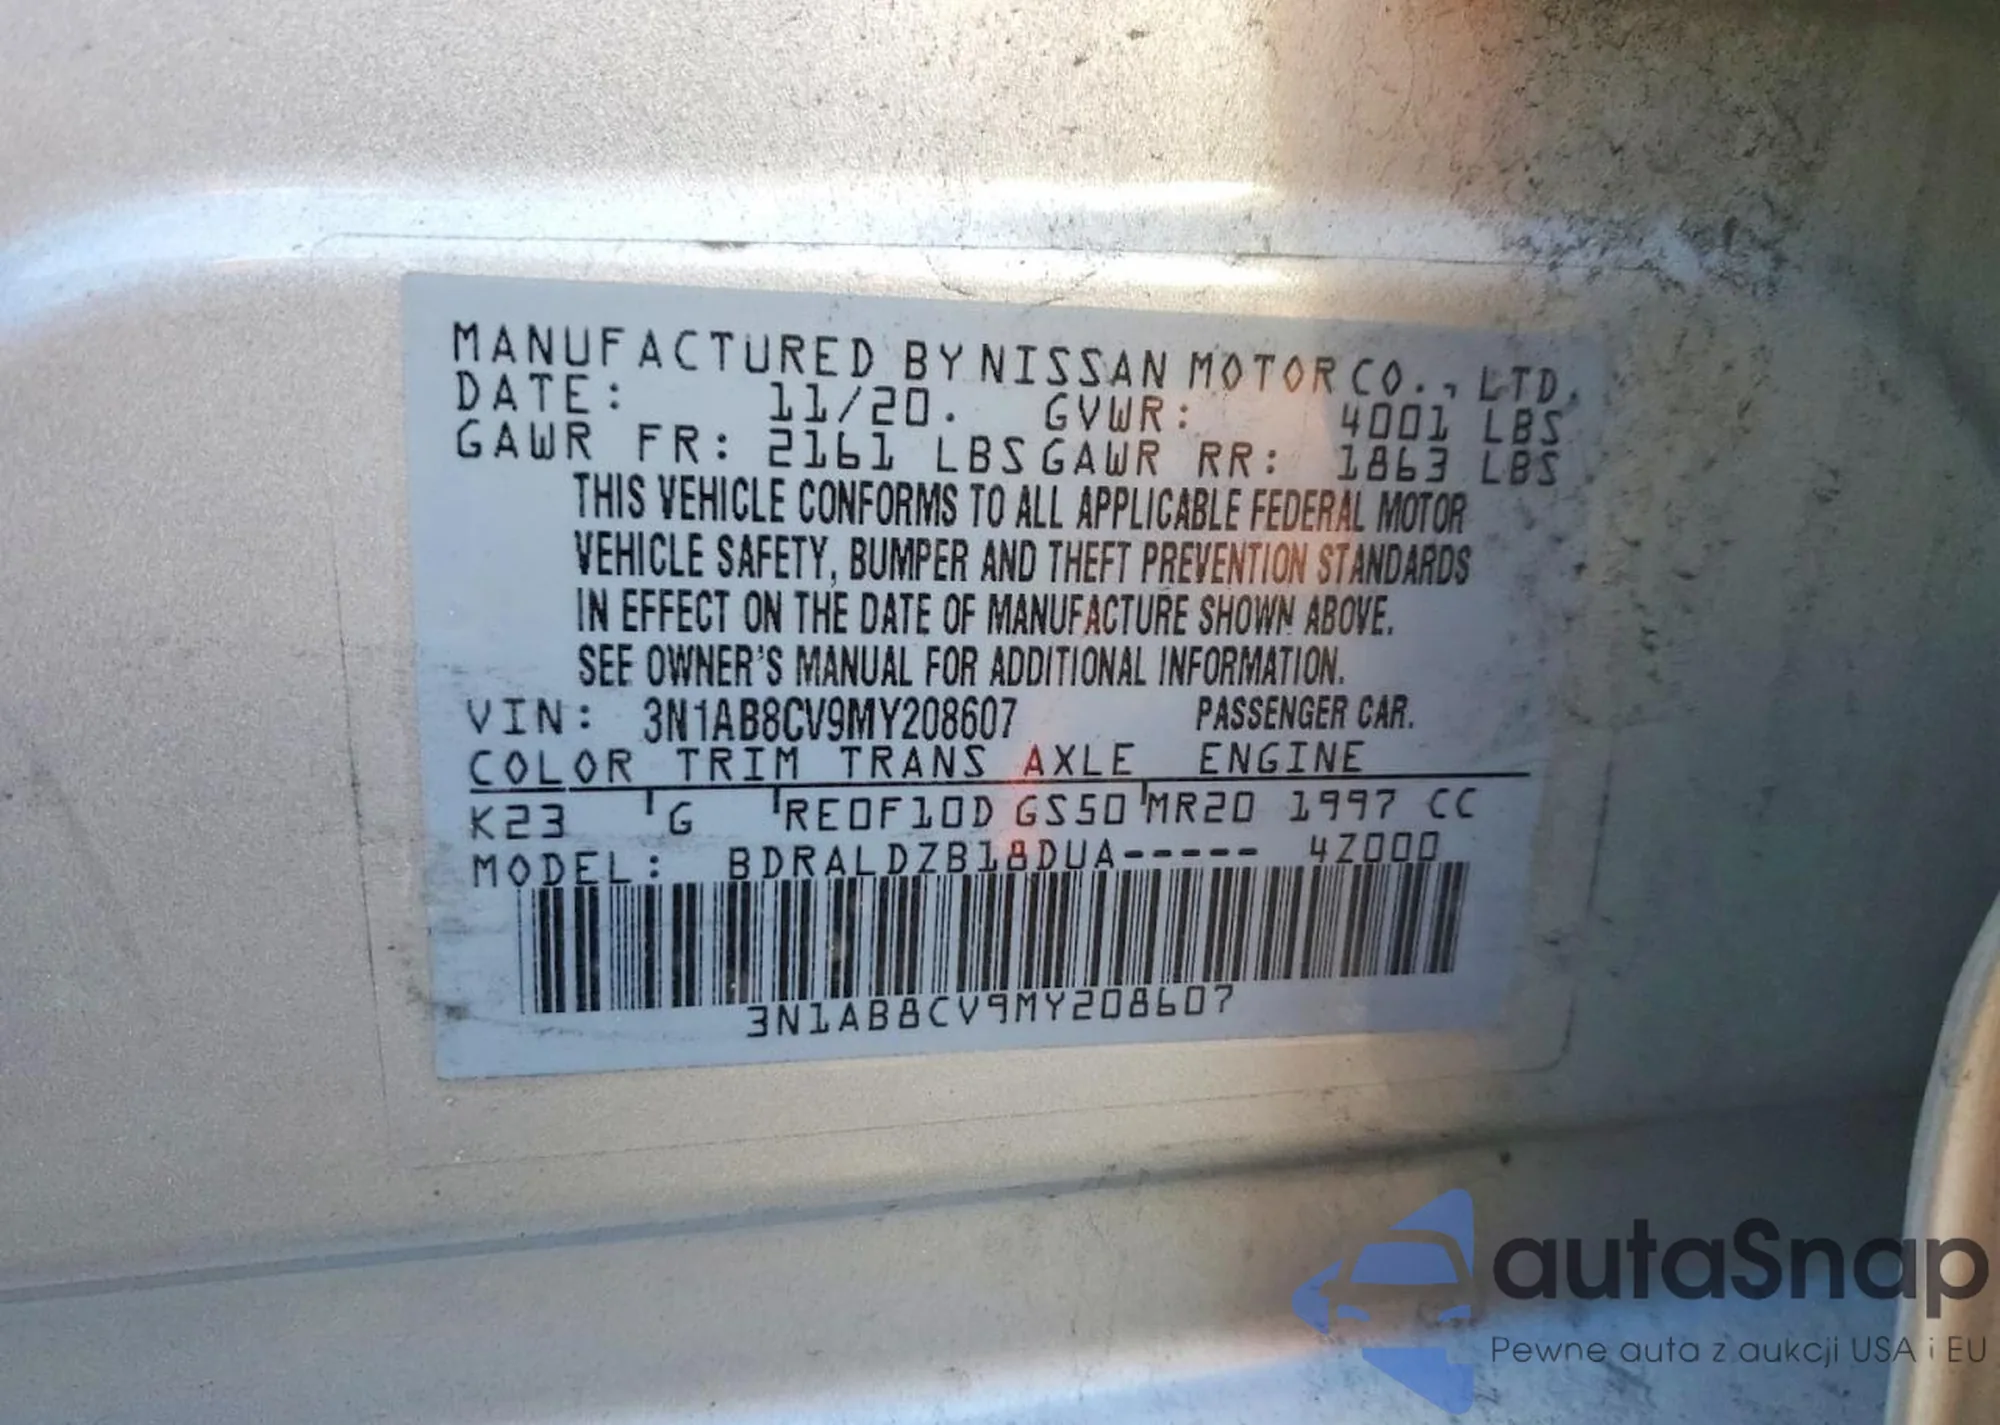 MANUFACTURED BY NISSAN MOTOR CO., LTD.
DATE: 11/20. GVWR: 4001 LBS
GAWR FR: 2161 LBS GAWR RR: 1863 LBS
THIS VEHICLE CONFORMS TO ALL APPLICABLE FEDERAL MOTOR
VEHICLE SAFETY, BUMPER AND THEFT PREVENTION STANDARDS
IN EFFECT ON THE DATE OF MANUFACTURE SHOWN ABOVE.
SEE OWNER'S MANUAL FOR ADDITIONAL INFORMATION.
VIN: 3N1AB8CV9MY208607 PASSENGER CAR.
COLOR TRIM TRANS AXLE ENGINE
K23 G RE0F10D GS50 MR20 1997 CC
MODEL: BDRALDZB18DUA----- 4Z000
3N1AB8CV9MY208607
autaSnap
Pewne auta z aukcji USA i EU